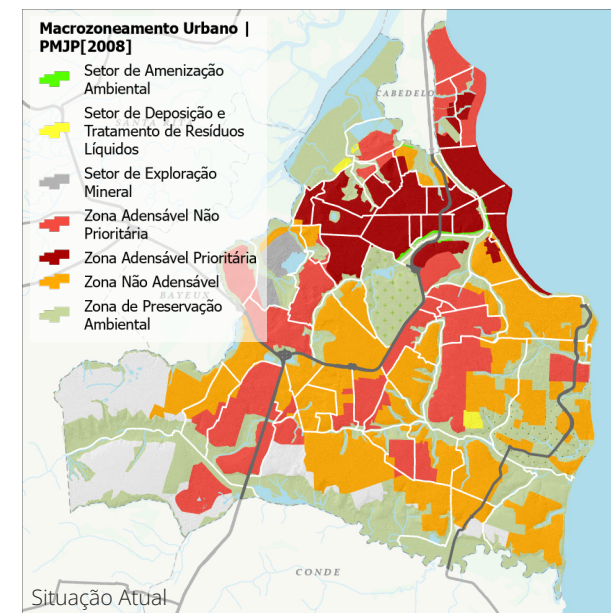 Macrozoneamento Urbano |
PMJP[2008]
Setor de Amenização
Ambiental
Setor de Deposição e
Tratamento de Resíduos
Líquidos
Setor de Exploração
Mineral
Zona Adensável Não
Prioritária
Zona Adensável Prioritária
Zona Não Adensável
Zona de Preservação
Ambiental
CABEDELO
BAYEUX
CONDE
Situação Atual